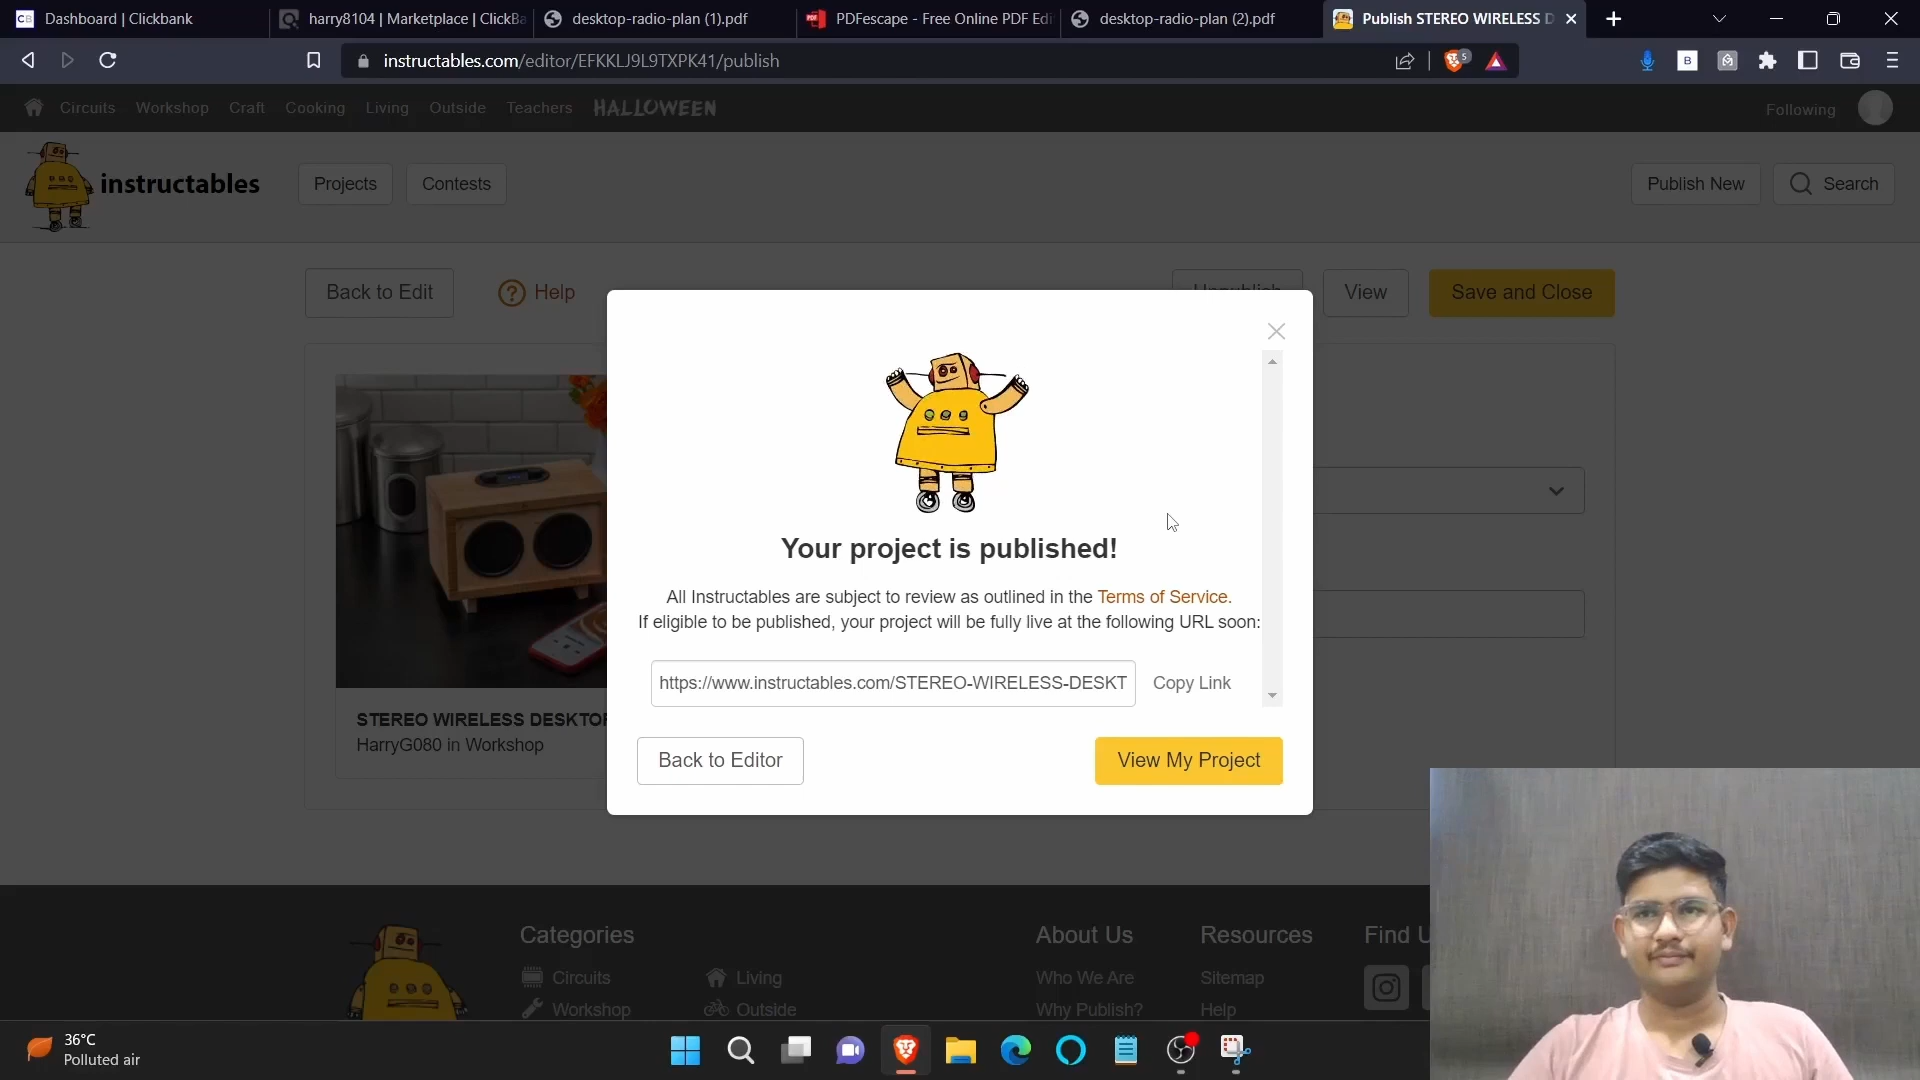 CB Dashboard | Clickbank
harry8104 | Marketplace | ClickBa
desktop-radio-plan (1).pdf
PDFescape - Free Online PDF Edi
desktop-radio-plan (2).pdf
Publish STEREO WIRELESS D
instructables.com/editor/EFKKLJ9L9TXPK41/publish
5
B
Circuits Workshop Craft Cooking Living Outside Teachers HALLOWEEN
Following
instructables
Projects
Contests
Publish New
Search
Back to Edit
? Help
Unpublish
View
Save and Close
Your project is published!
All Instructables are subject to review as outlined in the Terms of Service.
If eligible to be published, your project will be fully live at the following URL soon:
https://www.instructables.com/STEREO-WIRELESS-DESKT
Copy Link
Back to Editor
View My Project
STEREO WIRELESS DESKTOP
HarryG080 in Workshop
Categories
Circuits
Workshop
Living
Outside
About Us
Who We Are
Why Publish?
Resources
Sitemap
Help
Find U
36°C
Polluted air